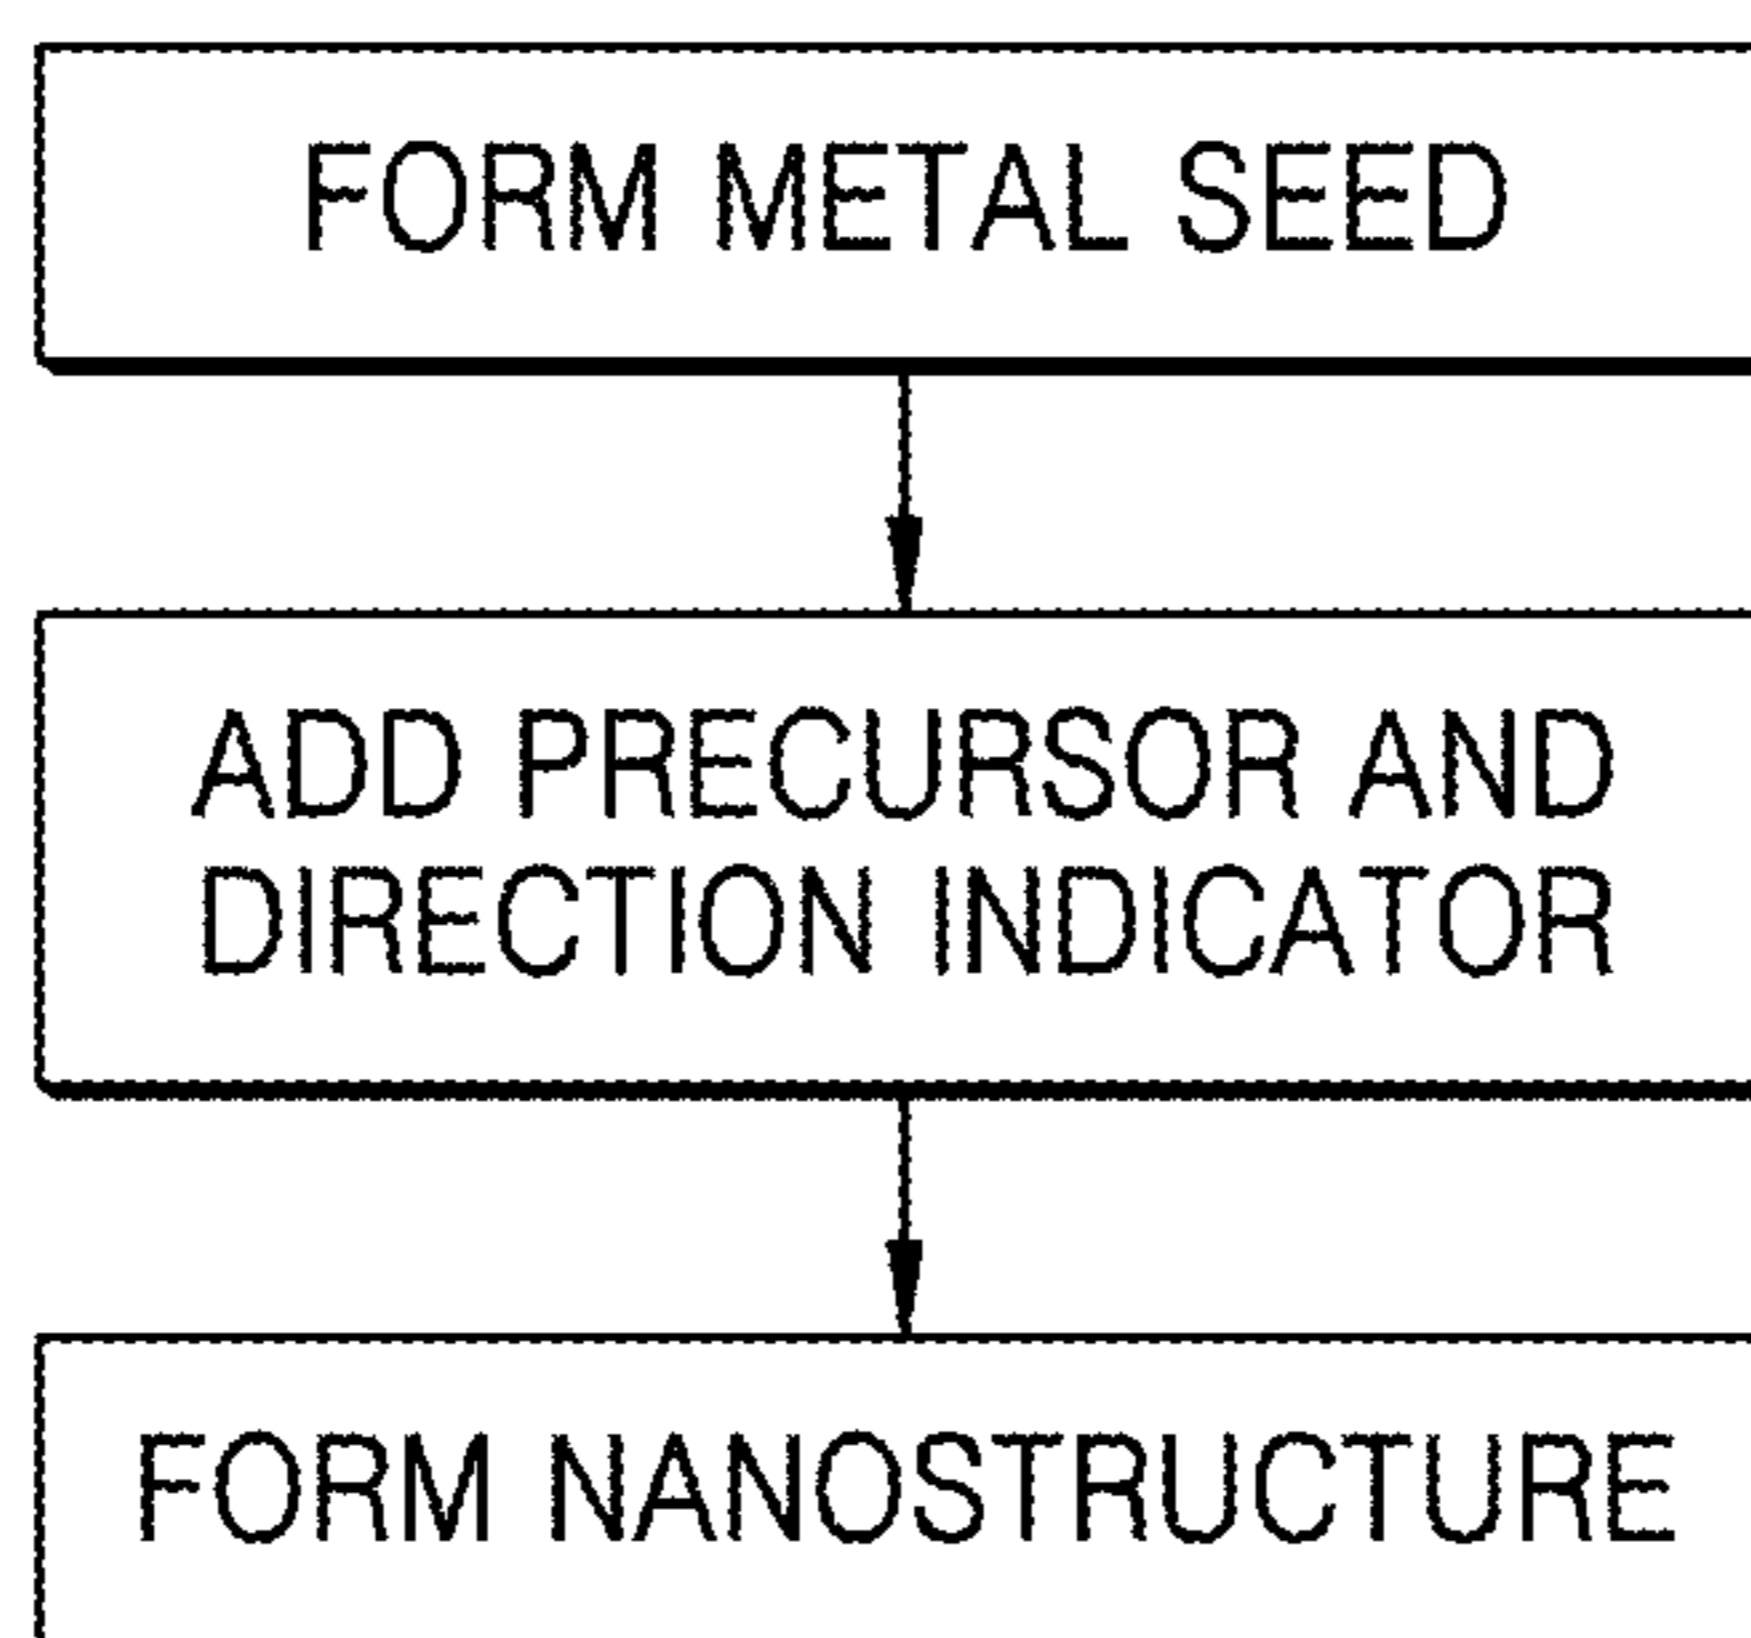 FORM METAL SEED
ADD PRECURSOR AND
DIRECTION INDICATOR
FORM NANOSTRUCTURE